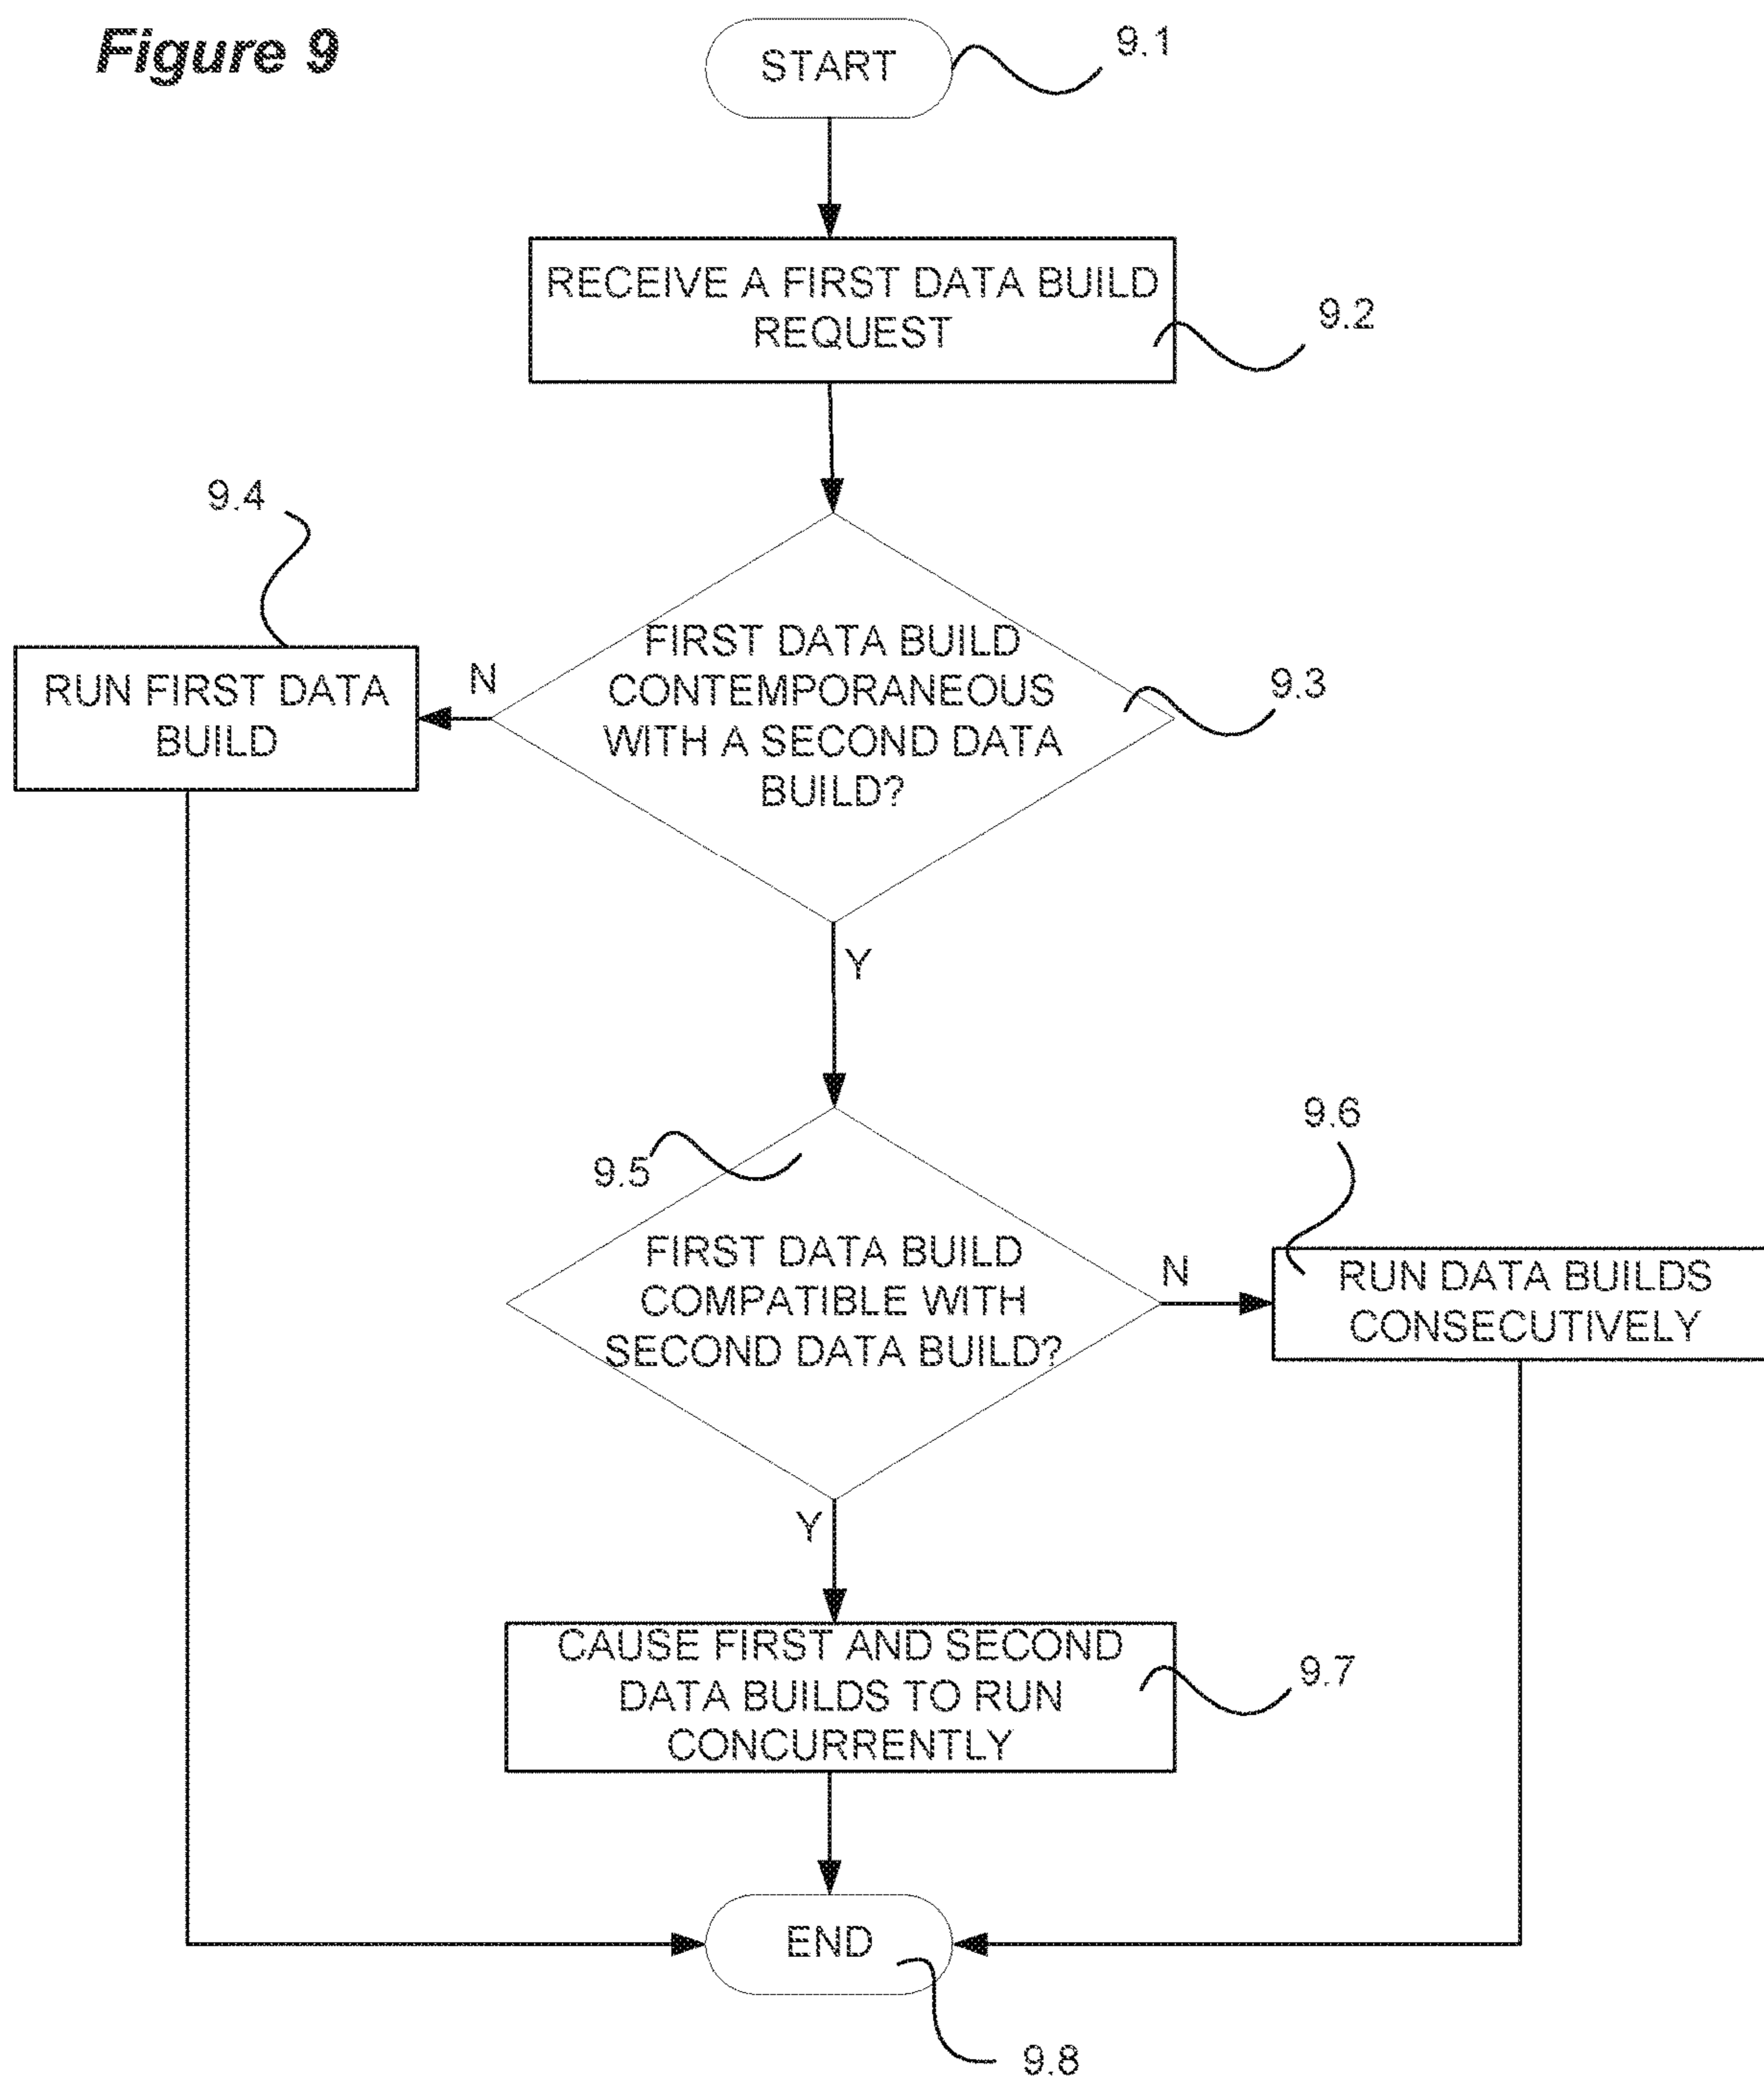 Figure 9
START
9.1
RECEIVE A FIRST DATA BUILD
REQUEST
9.2
9.4
RUN FIRST DATA
BUILD
N
FIRST DATA BUILD
CONTEMPORANEOUS
WITH A SECOND DATA
BUILD?
9.3
Y
9.5
FIRST DATA BUILD
COMPATIBLE WITH
SECOND DATA BUILD?
N
9.6
RUN DATA BUILDS
CONSECUTIVELY
Y
CAUSE FIRST AND SECOND
DATA BUILDS TO RUN
CONCURRENTLY
9.7
END
9.8